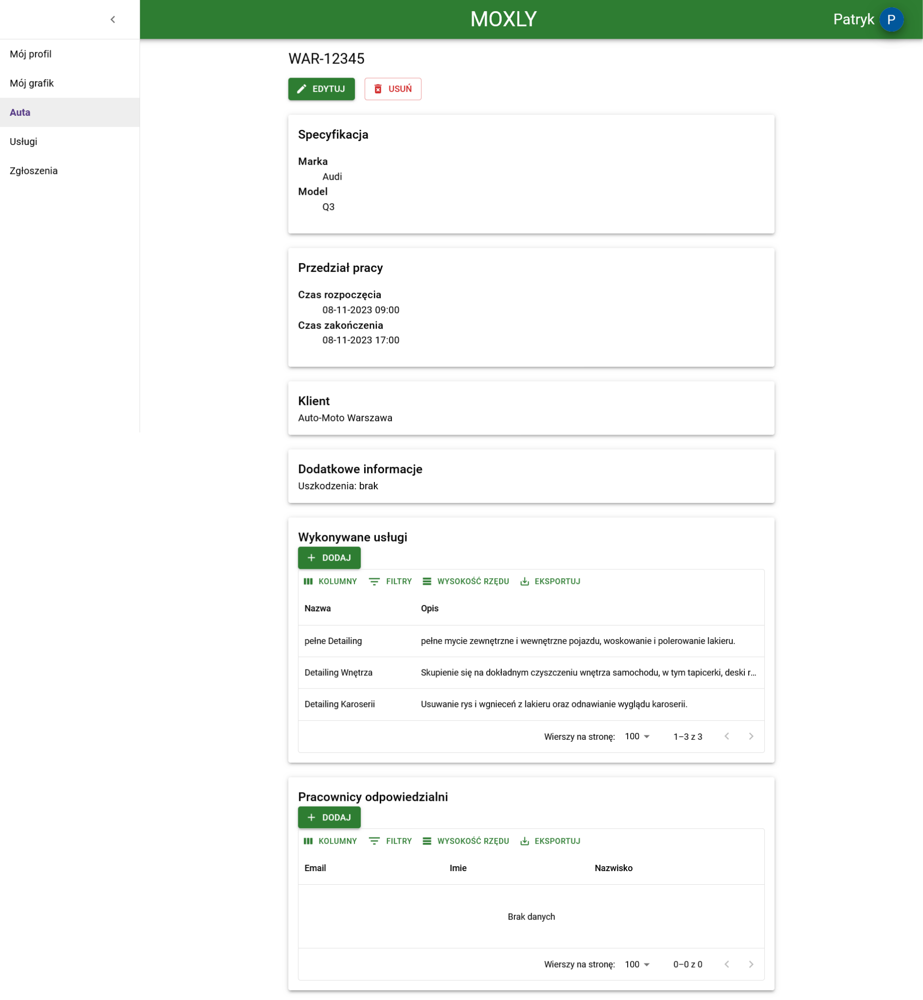 MOXLY
Patryk P
Mój profil
Mój grafik
Auta
Usługi
Zgłoszenia
WAR-12345
EDYTUJ USUŃ
Specyfikacja
Marka
Audi
Model
Q3
Przedział pracy
Czas rozpoczęcia
08-11-2023 09:00
Czas zakończenia
08-11-2023 17:00
Klient
Auto-Moto Warszawa
Dodatkowe informacje
Uszkodzenia: brak
Wykonywane usługi
DODAJ
KOLUMNY FILTRY WYSOKOŚĆ RZĘDU EKSPORTUJ
Nazwa Opis
pełne Detailing pełne mycie zewnętrzne i wewnętrzne pojazdu, woskowanie i polerowanie lakieru.
Detailing Wnętrza Skupienie się na dokładnym czyszczeniu wnętrza samochodu, w tym tapicerki, deski r...
Detailing Karoserii Usuwanie rys i wgnieceń z lakieru oraz odnawianie wyglądu karoserii.
Wierszy na stronę: 100 1–3 z 3
Pracownicy odpowiedzialni
DODAJ
KOLUMNY FILTRY WYSOKOŚĆ RZĘDU EKSPORTUJ
Email Imie Nazwisko
Brak danych
Wierszy na stronę: 100 0–0 z 0